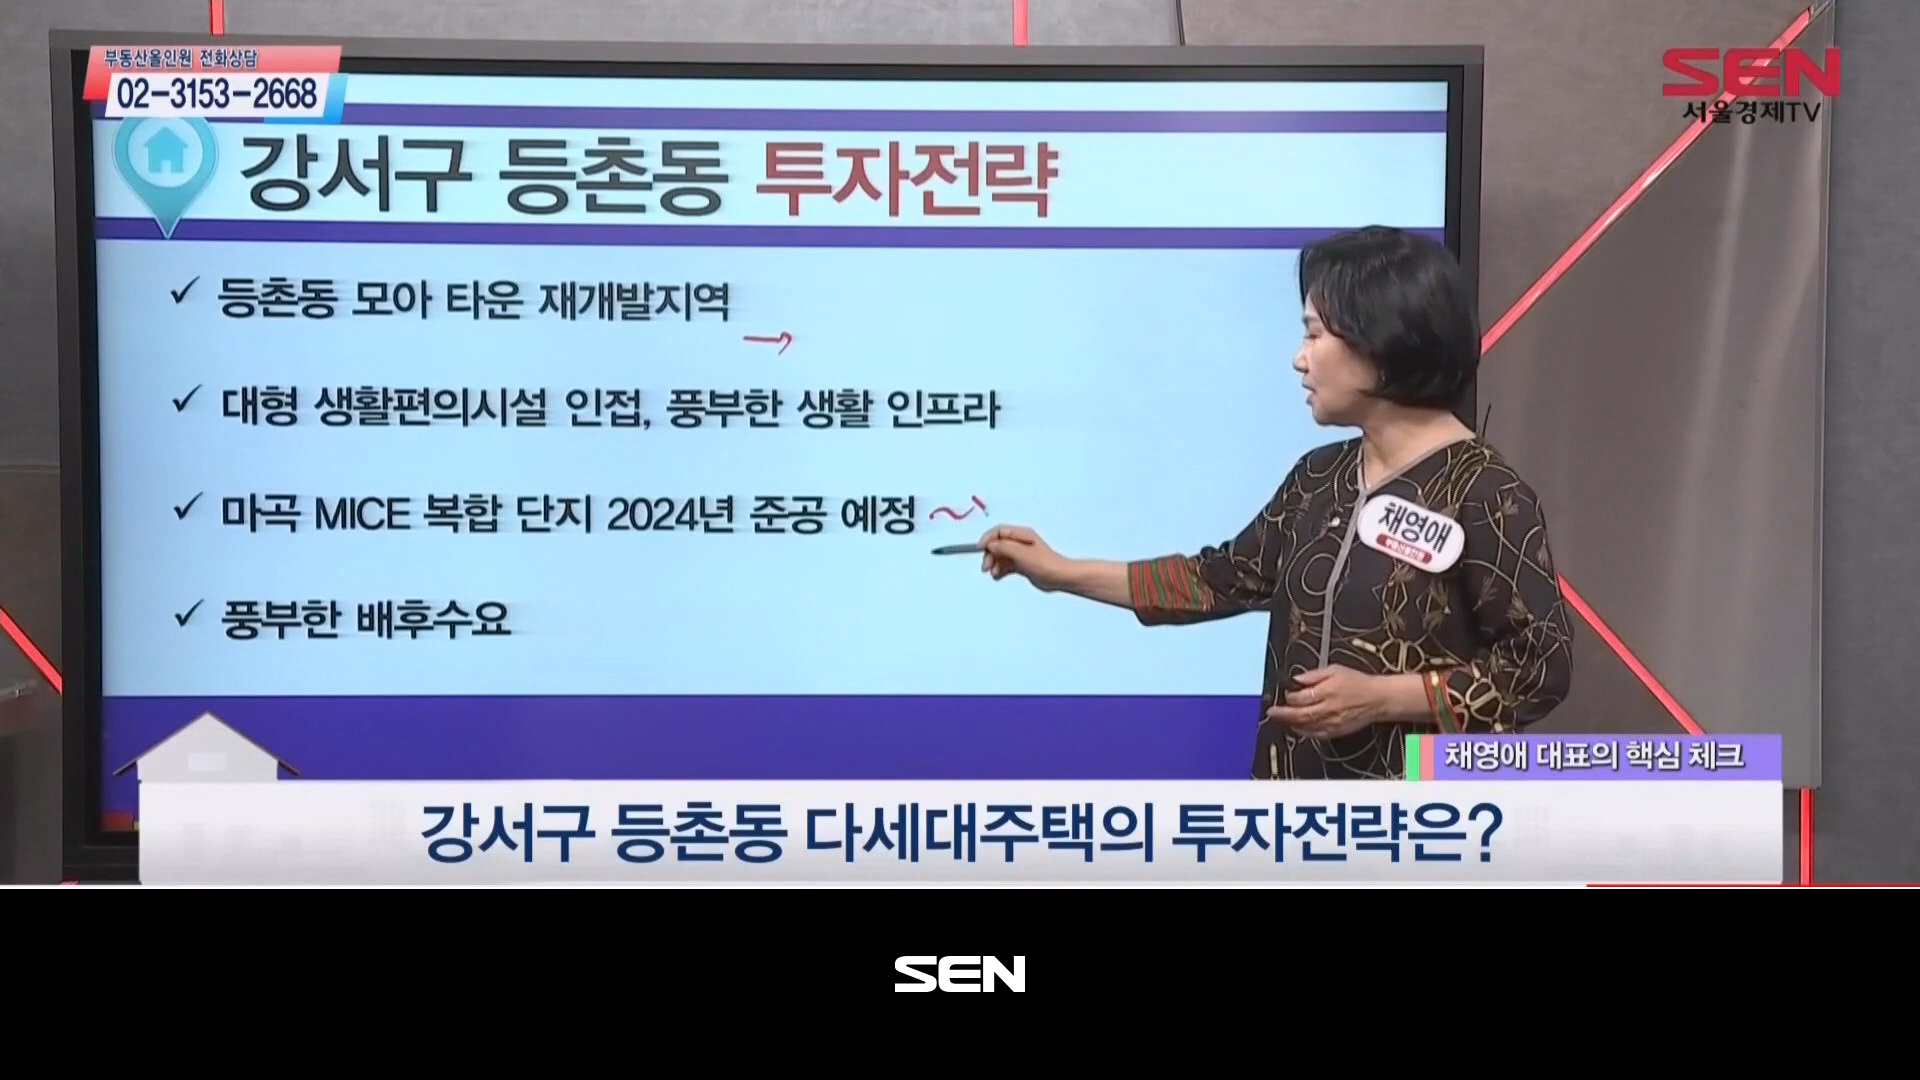 부동산올인원 전화상담
02-3153-2668
SEN
서울경제TV
강서구 등촌동 투자전략
✓ 등촌동 모아 타운 재개발지역
✓ 대형 생활편의시설 인접, 풍부한 생활 인프라
✓ 마곡 MICE 복합 단지 2024년 준공 예정
✓ 풍부한 배후수요
채영애
부동산올인원
채영애 대표의 핵심 체크
강서구 등촌동 다세대주택의 투자전략은?
SEN